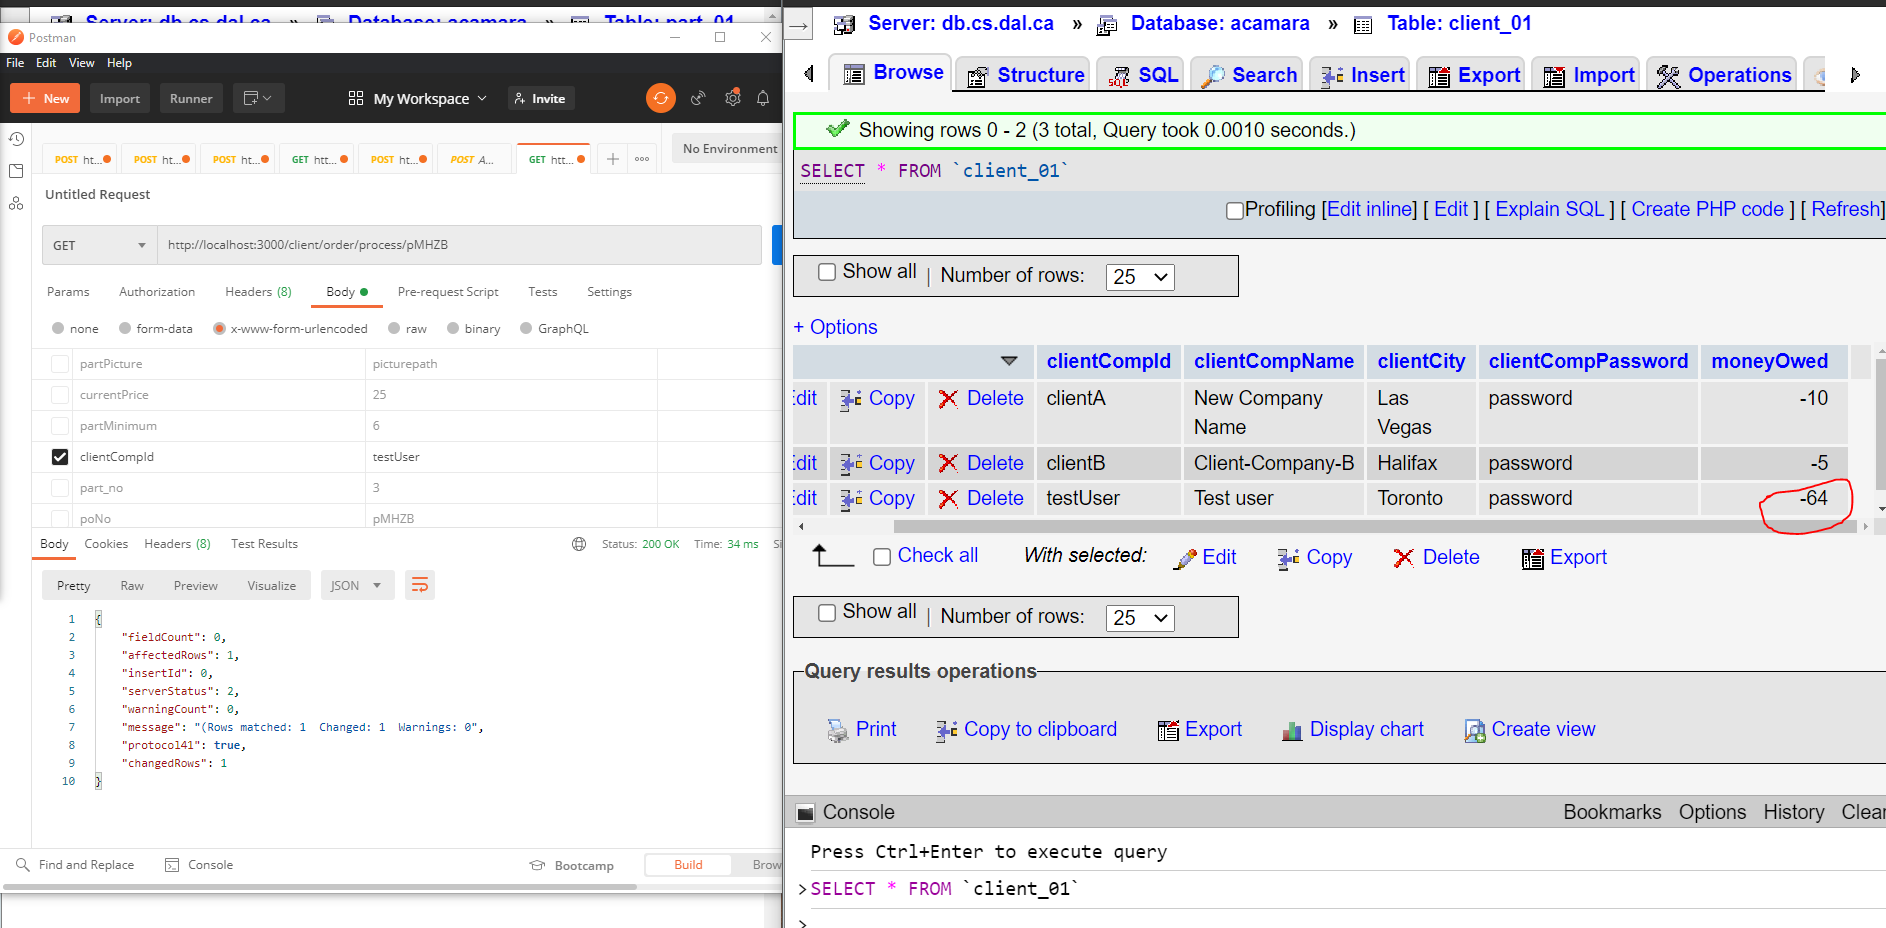 Server: db.cs.dal.ca » Database: acamara » Table: part_01
Postman
File Edit View Help
+ New Import Runner My Workspace Invite
POST ht... POST ht... POST ht... GET htt... POST ht... POST A... GET htt... No Environment
Untitled Request
GET http://localhost:3000/client/order/process/pMHZB
Params Authorization Headers (8) Body Pre-request Script Tests Settings
none form-data x-www-form-urlencoded raw binary GraphQL
partPicture picturepath
currentPrice 25
partMinimum 6
clientCompId testUser
part_no 3
poNo pMHZB
Body Cookies Headers (8) Test Results Status: 200 OK Time: 34 ms Si
Pretty Raw Preview Visualize JSON
1 {
2 "fieldCount": 0,
3 "affectedRows": 1,
4 "insertId": 0,
5 "serverStatus": 2,
6 "warningCount": 0,
7 "message": "(Rows matched: 1  Changed: 1  Warnings: 0",
8 "protocol41": true,
9 "changedRows": 1
10 }
Find and Replace Console Bootcamp Build Brow
Server: db.cs.dal.ca » Database: acamara » Table: client_01
Browse Structure SQL Search Insert Export Import Operations
Showing rows 0 - 2 (3 total, Query took 0.0010 seconds.)
SELECT * FROM `client_01`
Profiling [Edit inline] [ Edit ] [ Explain SQL ] [ Create PHP code ] [ Refresh]
Show all | Number of rows: 25
+ Options
clientCompId clientCompName clientCity clientCompPassword moneyOwed
Edit Copy Delete clientA New Company Name Las Vegas password -10
Edit Copy Delete clientB Client-Company-B Halifax password -5
Edit Copy Delete testUser Test user Toronto password -64
Check all With selected: Edit Copy Delete Export
Show all | Number of rows: 25
Query results operations
Print Copy to clipboard Export Display chart Create view
Console Bookmarks Options History Clear
Press Ctrl+Enter to execute query
>SELECT * FROM `client_01`
>